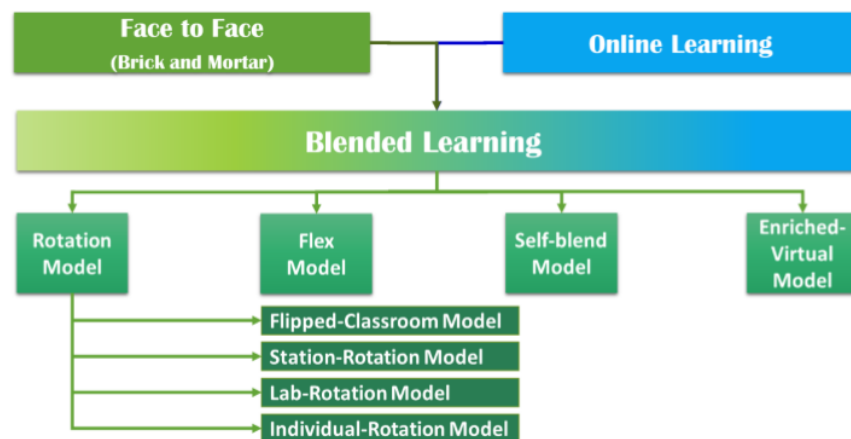 Face to Face
(Brick and Mortar)
Online Learning
Blended Learning
Rotation
Model
Flex
Model
Self-blend
Model
Enriched-
Virtual
Model
Flipped-Classroom Model
Station-Rotation Model
Lab-Rotation Model
Individual-Rotation Model